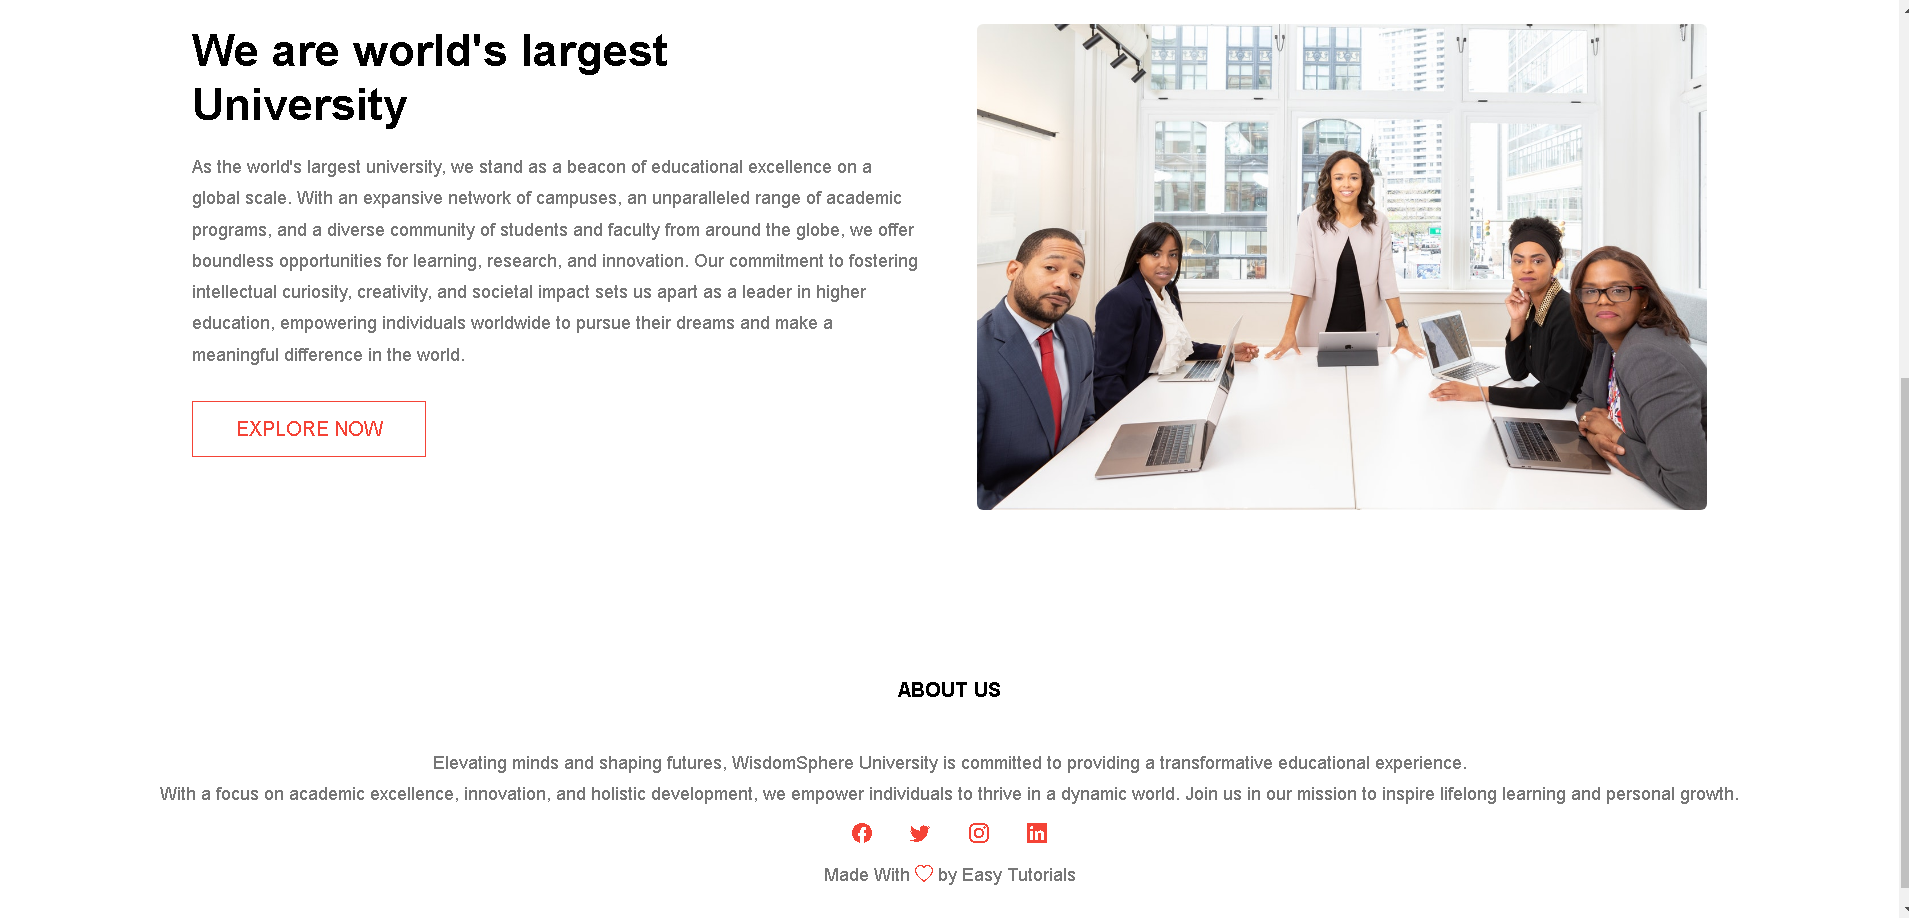 We are world's largest
University
As the world's largest university, we stand as a beacon of educational excellence on a
global scale. With an expansive network of campuses, an unparalleled range of academic
programs, and a diverse community of students and faculty from around the globe, we offer
boundless opportunities for learning, research, and innovation. Our commitment to fostering
intellectual curiosity, creativity, and societal impact sets us apart as a leader in higher
education, empowering individuals worldwide to pursue their dreams and make a
meaningful difference in the world.
EXPLORE NOW
ABOUT US
Elevating minds and shaping futures, WisdomSphere University is committed to providing a transformative educational experience.
With a focus on academic excellence, innovation, and holistic development, we empower individuals to thrive in a dynamic world. Join us in our mission to inspire lifelong learning and personal growth.
Made With ♡ by Easy Tutorials